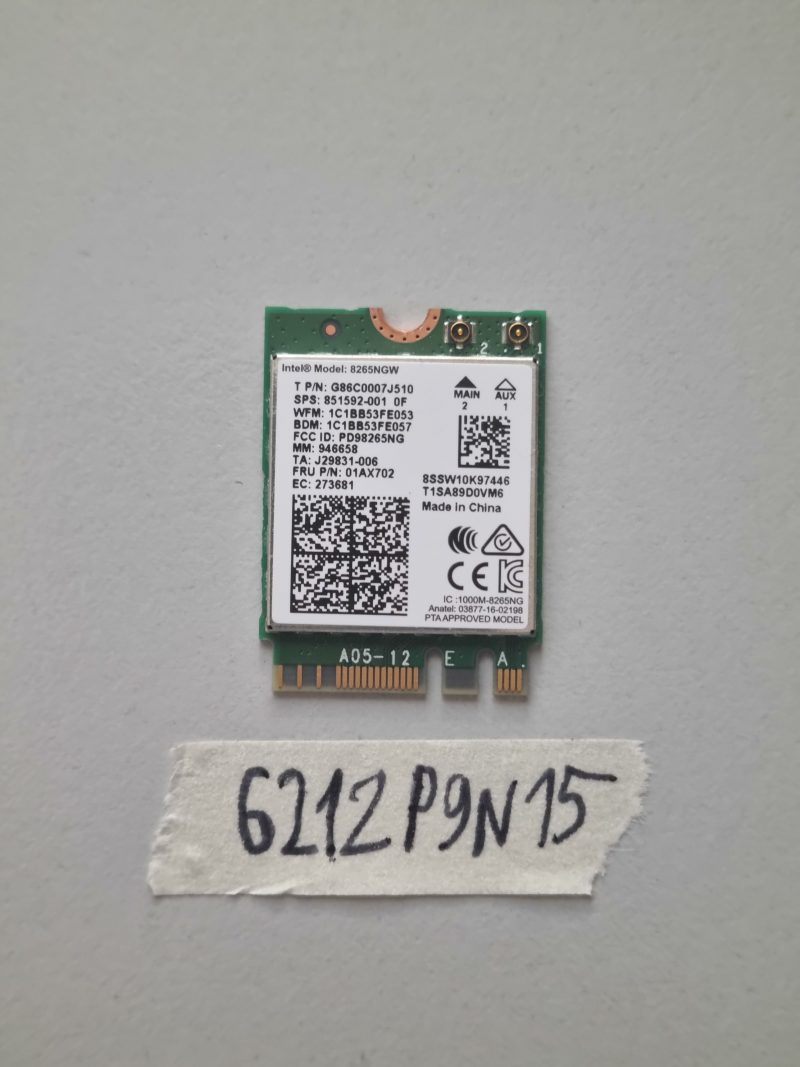 2
1
Intel® Model: 8265NGW
T P/N: G86C0007J510
SPS: 851592-001 0F
WFM: 1C1BB53FE053
BDM: 1C1BB53FE057
FCC ID: PD98265NG
MM: 946658
TA: J29831-006
FRU P/N: 01AX702
EC: 273681
MAIN AUX
2 1
8SSW10K97446
T1SA89D0VM6
Made in China
CE
IC :1000M-8265NG
Anatel: 03877-16-02198
PTA APPROVED MODEL
A05-12 E A
6212P9N15